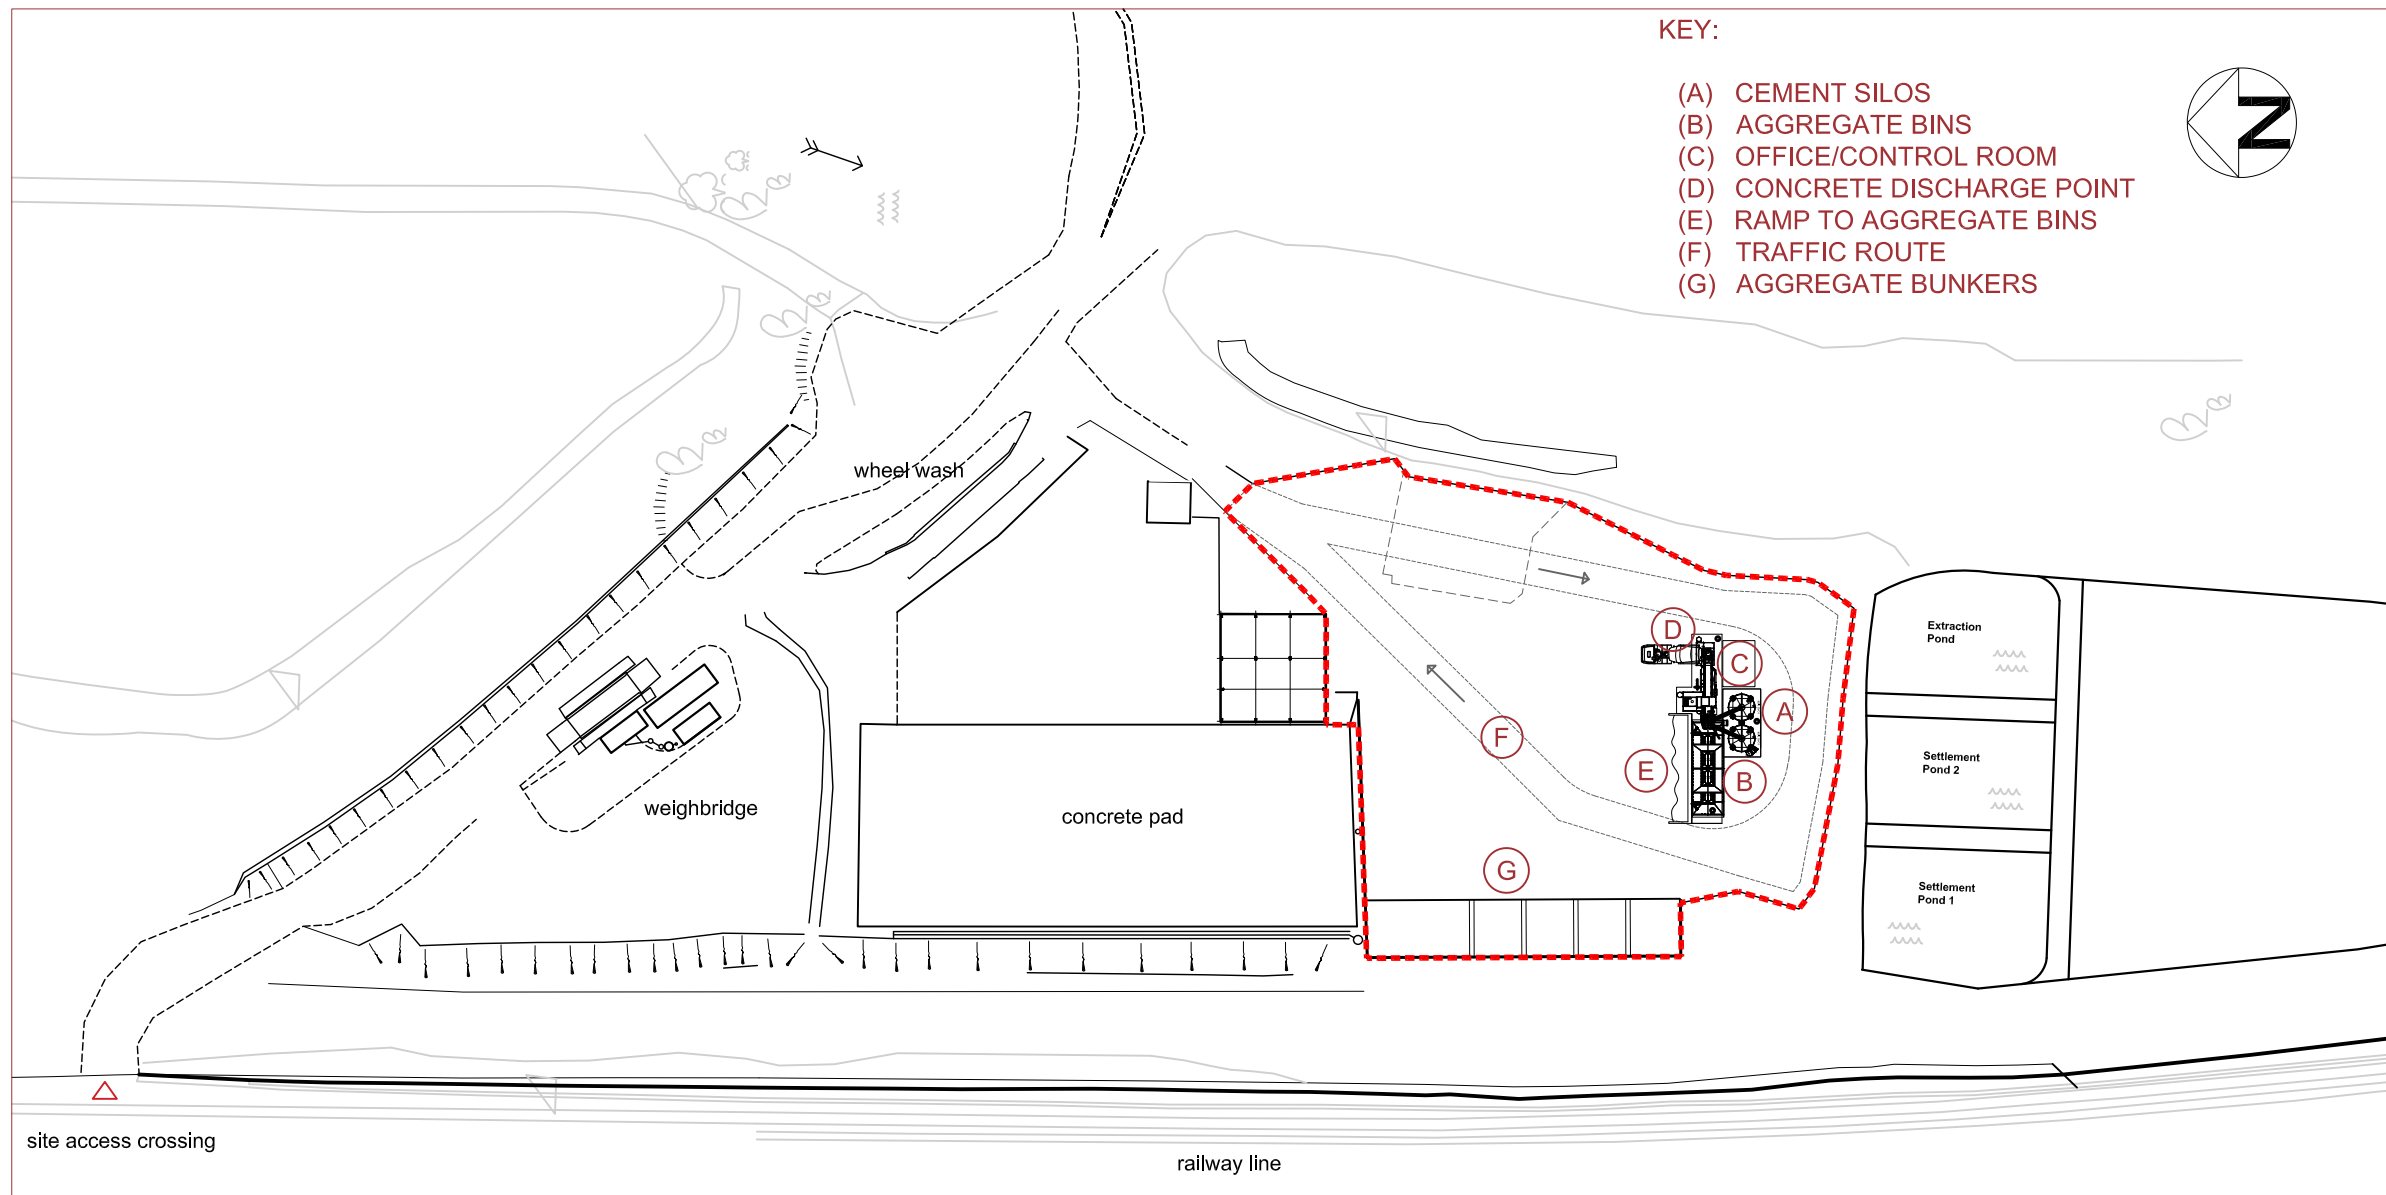 KEY:
(A) CEMENT SILOS
(B) AGGREGATE BINS
(C) OFFICE/CONTROL ROOM
(D) CONCRETE DISCHARGE POINT
(E) RAMP TO AGGREGATE BINS
(F) TRAFFIC ROUTE
(G) AGGREGATE BUNKERS
N
wheel wash
Extraction
Pond
D
C
A
F
Settlement
Pond 2
E
B
weighbridge
concrete pad
G
Settlement
Pond 1
site access crossing
railway line